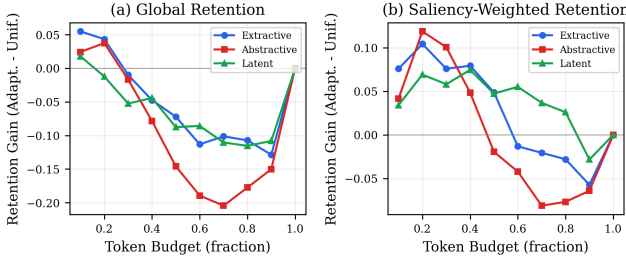 (a) Global Retention
Retention Gain (Adapt. - Unif.)
0.05
0.00
−0.05
−0.10
−0.15
−0.20
0.2
0.4
0.6
0.8
1.0
Token Budget (fraction)
Extractive
Abstractive
Latent
(b) Saliency-Weighted Retention
Retention Gain (Adapt. - Unif.)
0.10
0.05
0.00
−0.05
0.2
0.4
0.6
0.8
1.0
Token Budget (fraction)
Extractive
Abstractive
Latent